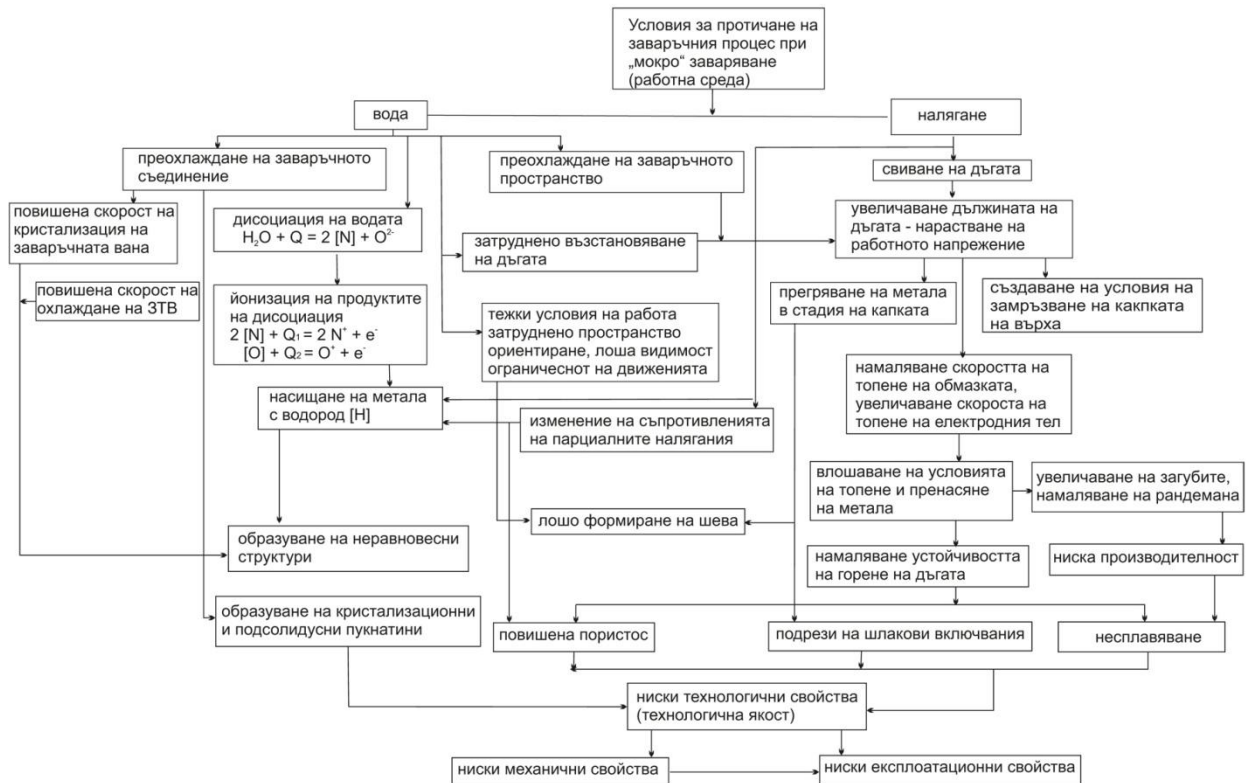 Условия за протичане на
заваръчния процес при
„мокро“ заваряване
(работна среда)
вода
налягане
преохлаждане на заваръчното
съединение
преохлаждане на заваръчното
пространство
свиване на дъгата
повишена скорост на
кристализация на
заваръчната вана
дисоциация на водата
H₂O + Q = 2 [N] + O²⁻
затруднено възстановяване
на дъгата
увеличаване дължината на
дъгата - нарастване на
работното напрежение
повишена скорост на
охлаждане на ЗТВ
йонизация на продуктите
на дисоциация
2 [N] + Q₁ = 2 N⁺ + e⁻
[O] + Q₂ = O⁺ + e⁻
тежки условия на работа
затруднено пространство
ориентиране, лоша видимост
ограничеснот на движенията
прегряване на метала
в стадия на капката
създаване на условия на
замръзване на какпката
на върха
насищане на метала
с водород [H]
изменение на съпротивленията
на парциалните налягания
намаляване скоростта на
топене на обмазката,
увеличаване скороста на
топене на електродния тел
влошаване на условията
на топене и пренасяне
на метала
увеличаване на загубите,
намаляване на рандемана
лошо формиране на шева
образуване на неравновесни
структури
намаляване устойчивостта
на горене на дъгата
ниска производителност
образуване на кристализационни
и подсолидусни пукнатини
повишена пористос
подрези на шлакови включвания
несплавяване
ниски технологични свойства
(технологична якост)
ниски механични свойства
ниски експлоатационни свойства